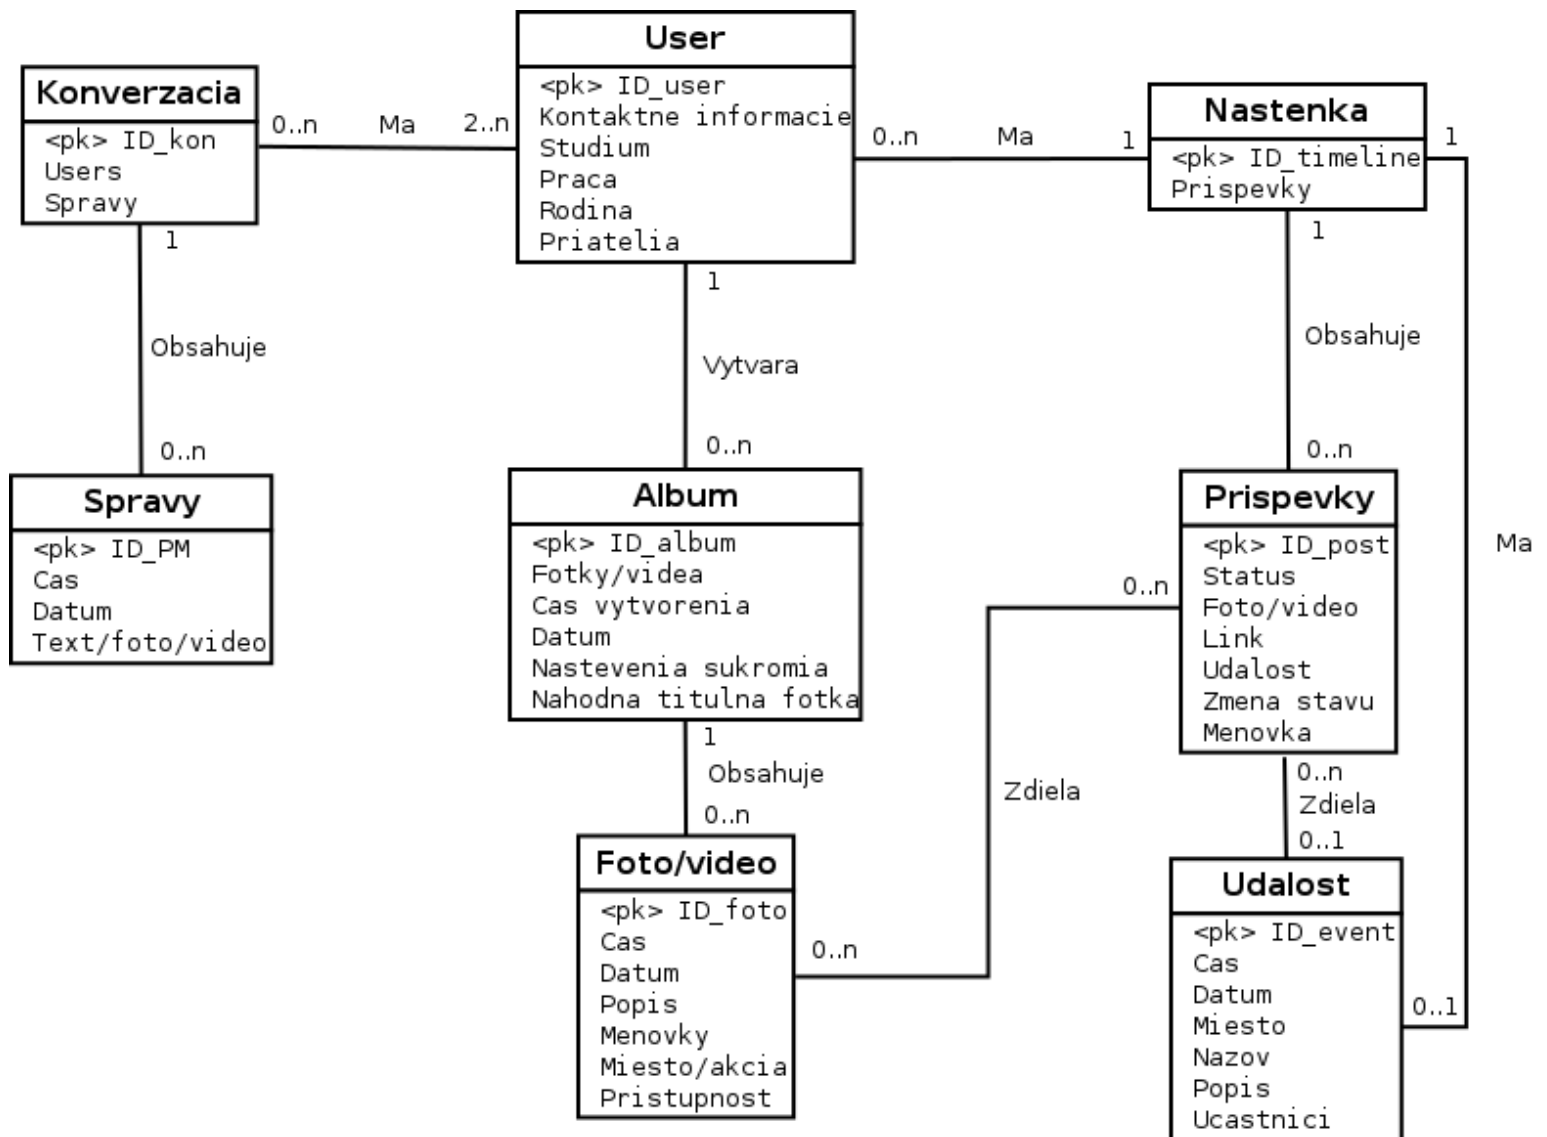 User
<pk> ID_user
Kontaktne informacie
Studium
Praca
Rodina
Priatelia
Konverzacia
<pk> ID_kon
Users
Spravy
0..n
Ma
2..n
0..n
Ma
1
Nastenka
<pk> ID_timeline
Prispevky
1
1
Obsahuje
0..n
1
Vytvara
0..n
1
Obsahuje
0..n
Ma
Spravy
<pk> ID_PM
Cas
Datum
Text/foto/video
Album
<pk> ID_album
Fotky/videa
Cas vytvorenia
Datum
Nastevenia sukromia
Nahodna titulna fotka
Prispevky
<pk> ID_post
Status
Foto/video
Link
Udalost
Zmena stavu
Menovka
0..n
1
Obsahuje
0..n
Zdiela
0..n
Zdiela
0..1
Foto/video
<pk> ID_foto
Cas
Datum
Popis
Menovky
Miesto/akcia
Pristupnost
0..n
Udalost
<pk> ID_event
Cas
Datum
Miesto
Nazov
Popis
Ucastnici
0..1